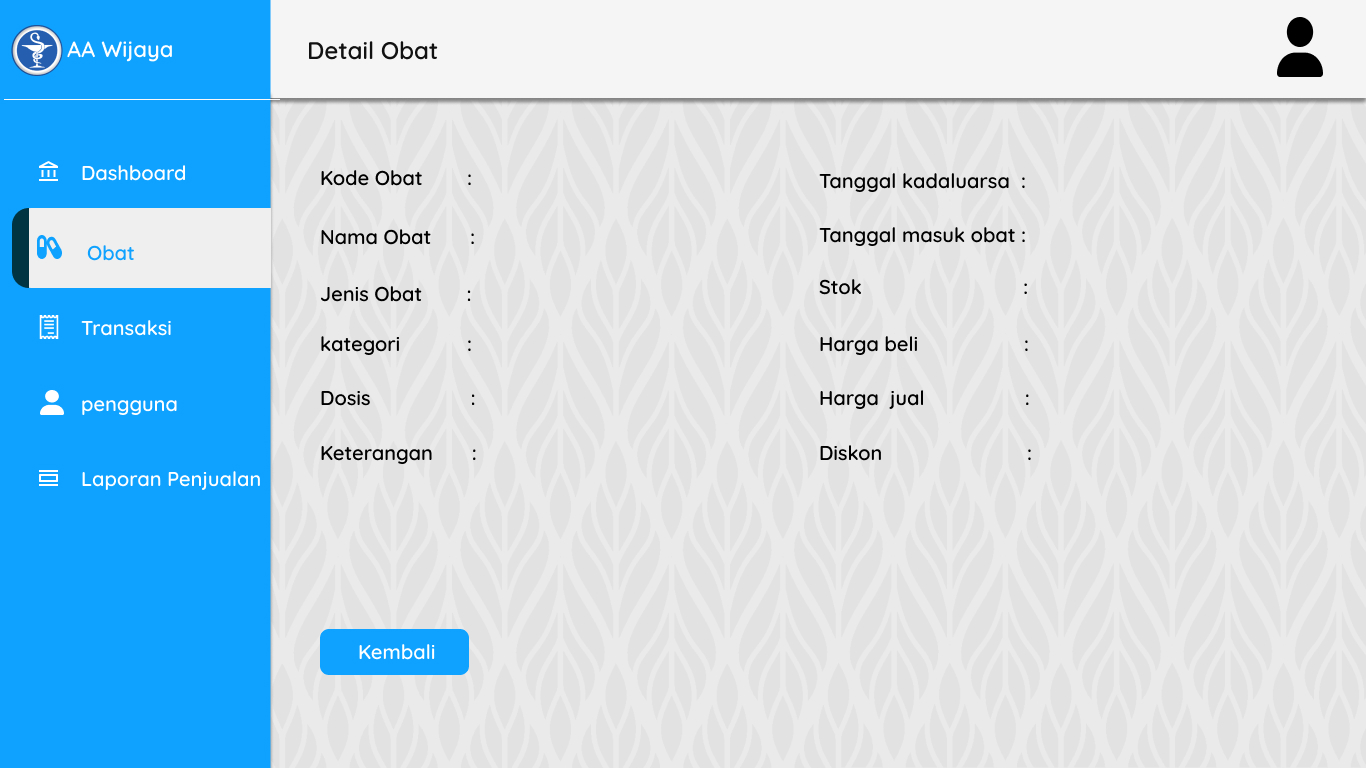 AA Wijaya
Detail Obat
Dashboard
Obat
Transaksi
pengguna
Laporan Penjualan
Kode Obat :
Nama Obat :
Jenis Obat :
kategori :
Dosis :
Keterangan :
Tanggal kadaluarsa :
Tanggal masuk obat :
Stok :
Harga beli :
Harga jual :
Diskon :
Kembali